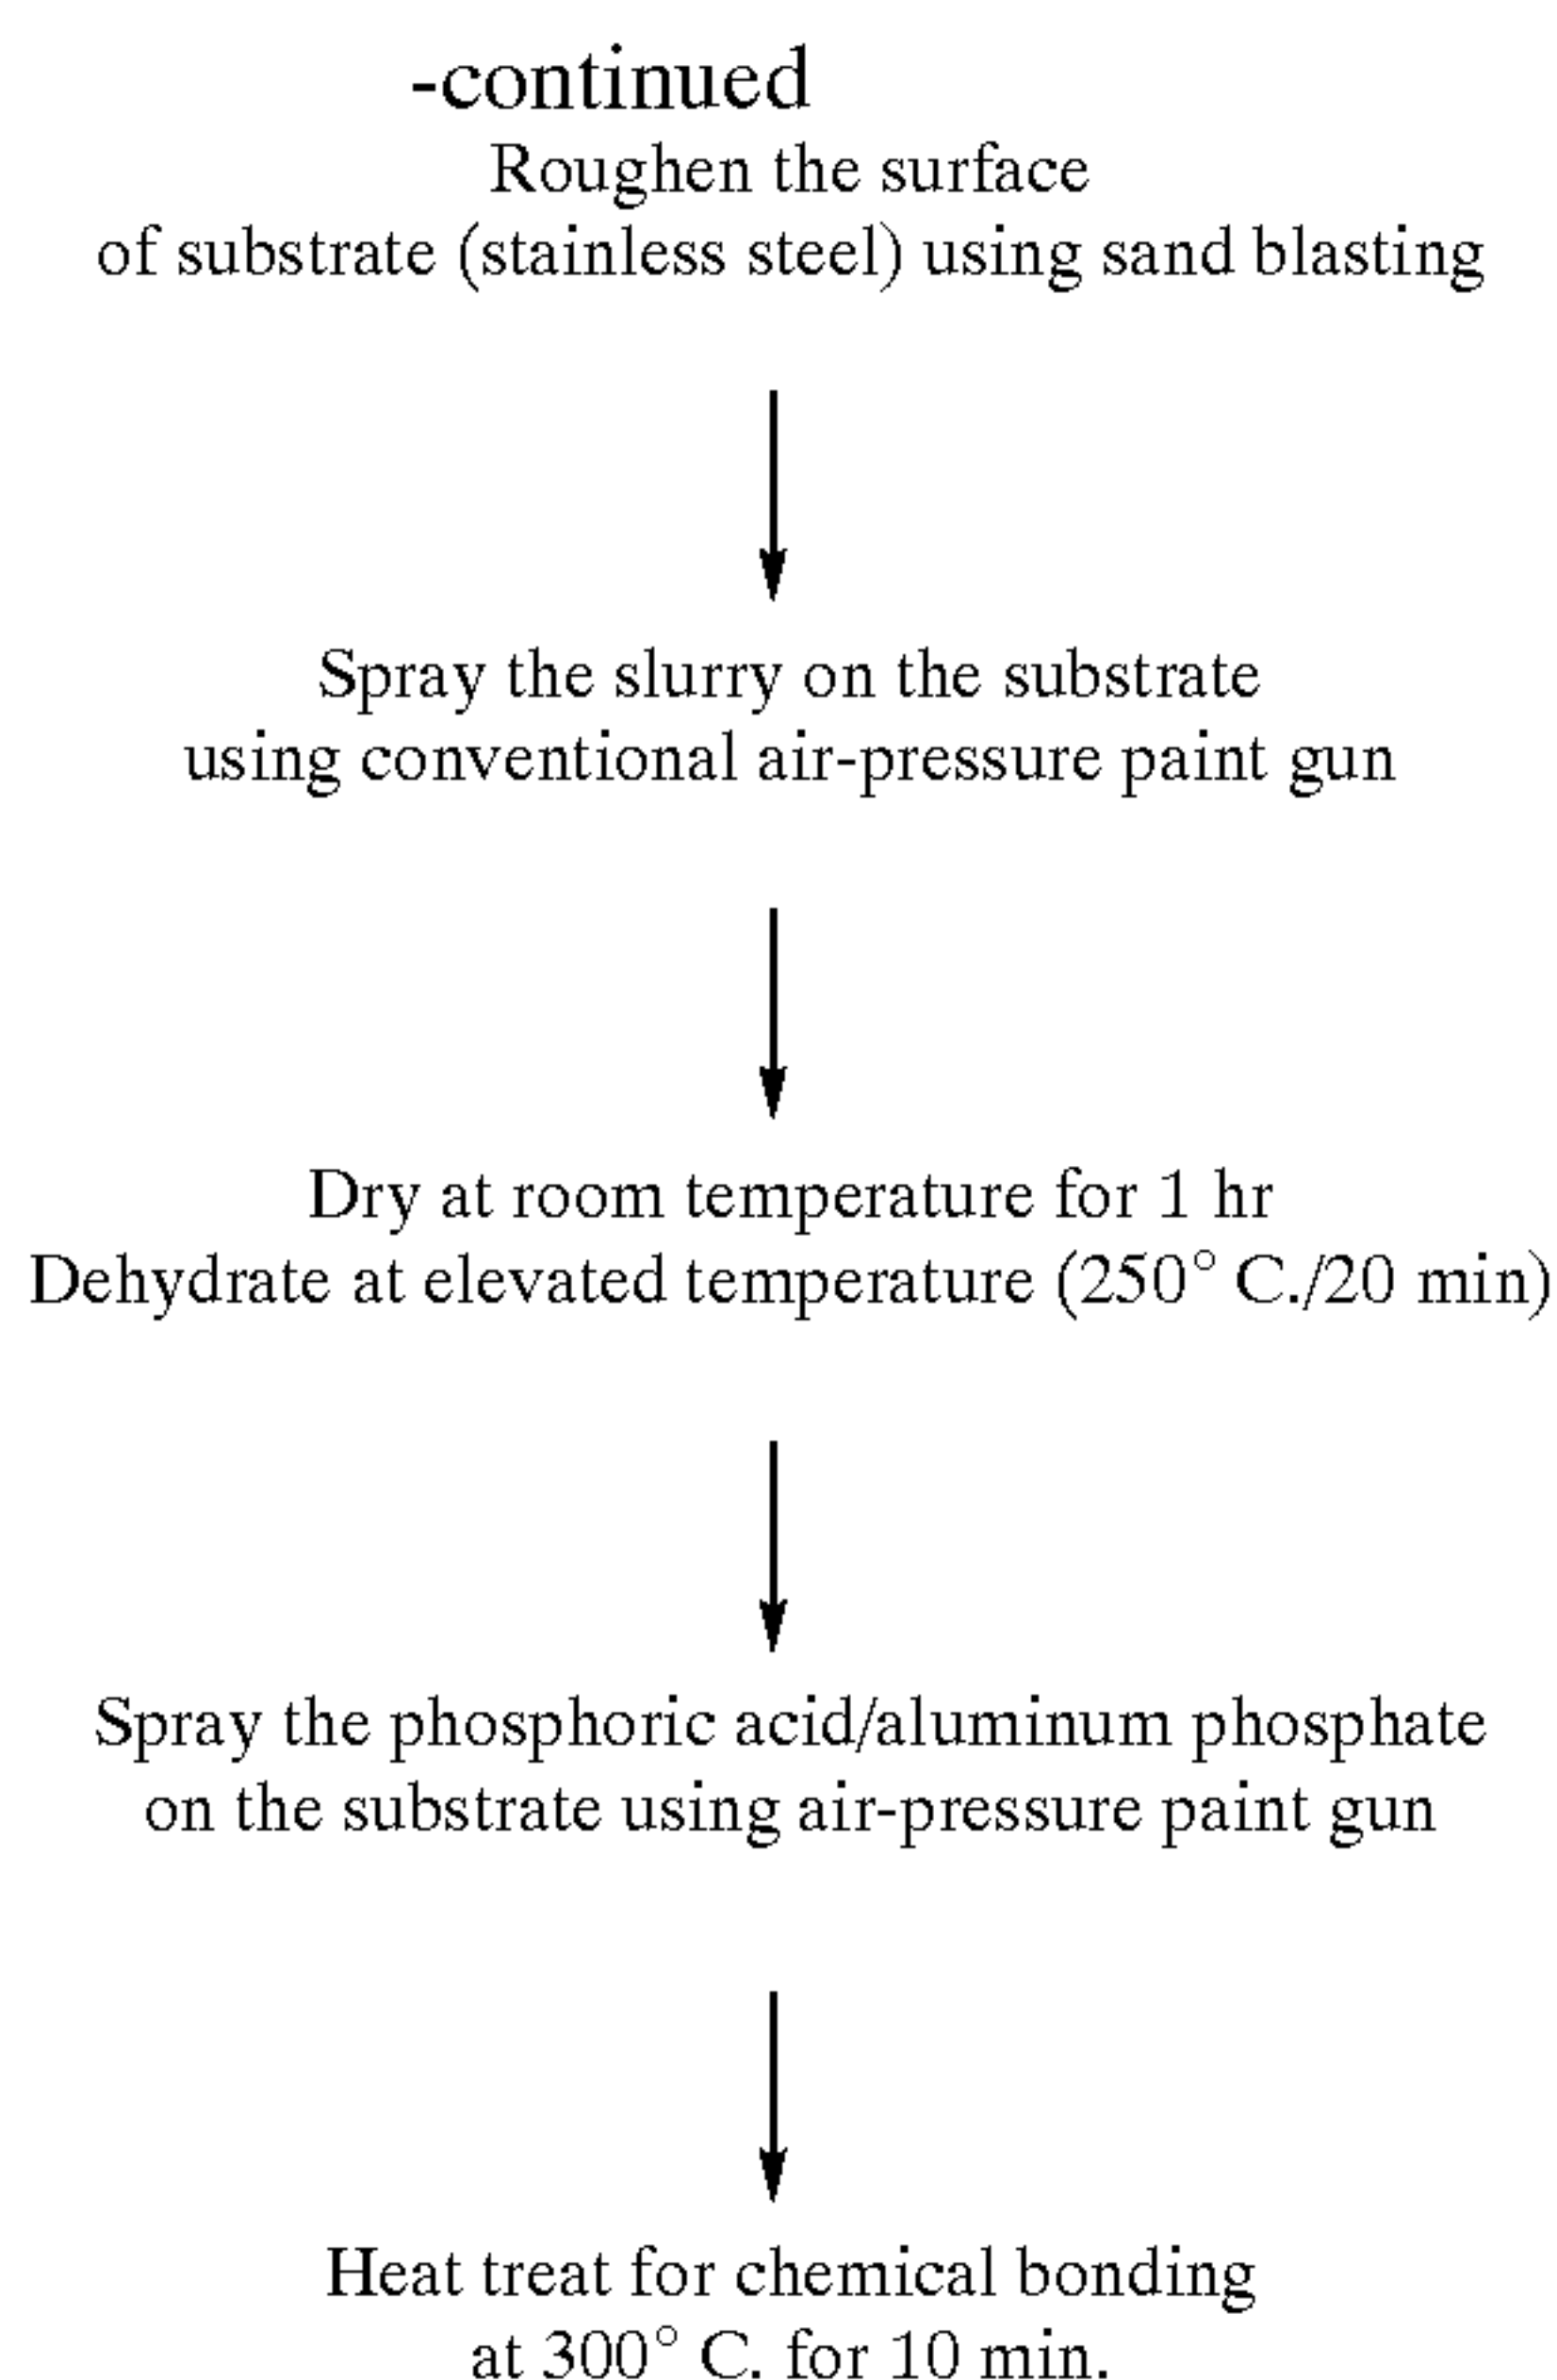 -continued
Roughen the surface
of substrate (stainless steel) using sand blasting
Spray the slurry on the substrate
using conventional air-pressure paint gun
Dry at room temperature for 1 hr
Dehydrate at elevated temperature (250° C./20 min)
Spray the phosphoric acid/aluminum phosphate
on the substrate using air-pressure paint gun
Heat treat for chemical bonding
at 300° C. for 10 min.